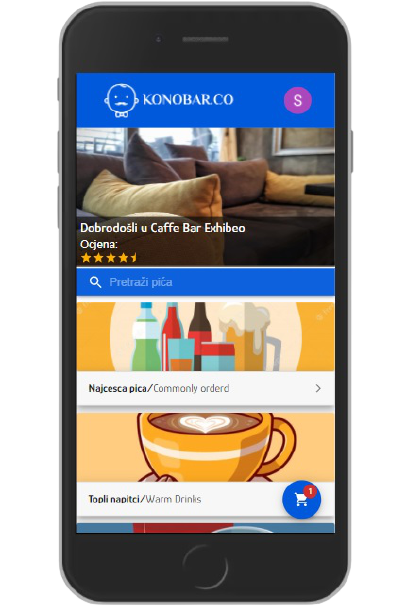 KONOBAR.CO
S
Dobrodošli u Caffe Bar Exhibeo
Ocjena:
Pretraži pića
Najcesca pica/Commonly orderd
Topli napitci/Warm Drinks
1